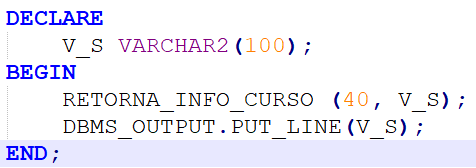 DECLARE
    V_S VARCHAR2(100);
BEGIN
    RETORNA_INFO_CURSO (40, V_S);
    DBMS_OUTPUT.PUT_LINE(V_S);
END;